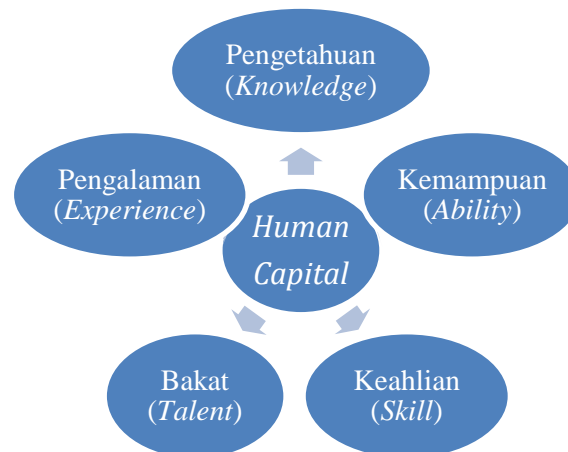 Pengetahuan
(Knowledge)
Pengalaman
(Experience)
Kemampuan
(Ability)
Human
Capital
Bakat
(Talent)
Keahlian
(Skill)